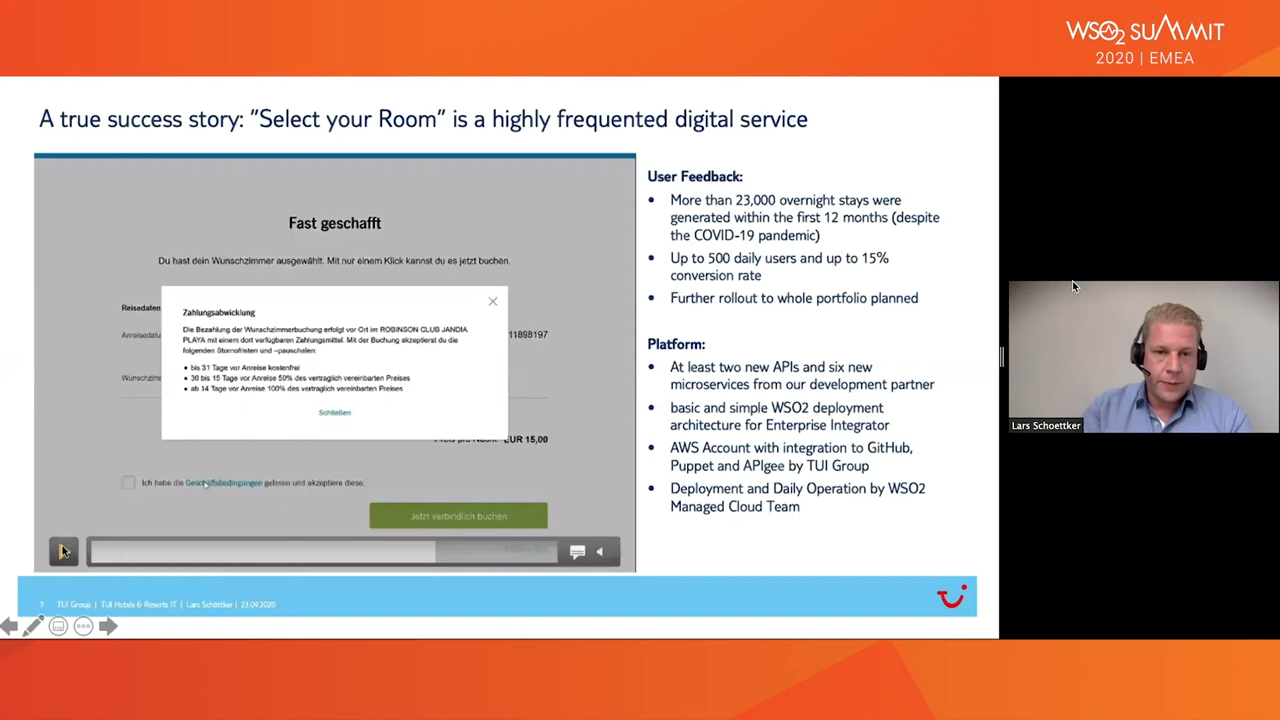 WSO2 SUMMIT
2020 | EMEA
A true success story: "Select your Room" is a highly frequented digital service
Fast geschafft
Du hast dein Wunschzimmer ausgewählt. Mit nur einem Klick kannst du es jetzt buchen.
Reisedaten
Anreisedatu
11898197
Wunschzim
Zahlungsabwicklung
Die Bezahlung der Wunschzimmerbuchung erfolgt vor Ort im ROBINSON CLUB JANDIA
PLAYA mit einem dort verfügbaren Zahlungsmittel. Mit der Buchung akzeptierst du die
folgenden Stornofristen und -pauschalen:
• bis 31 Tage vor Anreise kostenfrei
• 30 bis 15 Tage vor Anreise 50% des vertraglich vereinbarten Preises
• ab 14 Tage vor Anreise 100% des vertraglich vereinbarten Preises
Schließen
EUR 15,00
Ich habe die Geschäftsbedingungen gelesen und akzeptiere diese.
Jetzt verbindlich buchen
User Feedback:
• More than 23,000 overnight stays were
generated within the first 12 months (despite
the COVID-19 pandemic)
• Up to 500 daily users and up to 15%
conversion rate
• Further rollout to whole portfolio planned
Platform:
• At least two new APIs and six new
microservices from our development partner
• basic and simple WSO2 deployment
architecture for Enterprise Integrator
• AWS Account with integration to GitHub,
Puppet and APIgee by TUI Group
• Deployment and Daily Operation by WSO2
Managed Cloud Team
7 TUI Group | TUI Hotels & Resorts IT | Lars Schöttker | 23.09.2020
Lars Schoettker